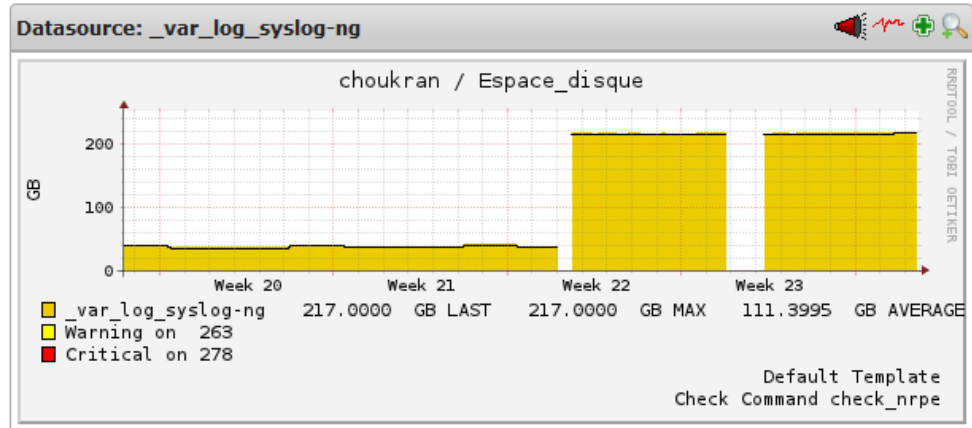 Datasource: _var_log_syslog-ng
choukran / Espace_disque
RRDTOOL / TOBI OETIKER
GB
200
100
0
Week 20 Week 21 Week 22 Week 23
_var_log_syslog-ng 217.0000 GB LAST 217.0000 GB MAX 111.3995 GB AVERAGE
Warning on 263
Critical on 278
Default Template
Check Command check_nrpe